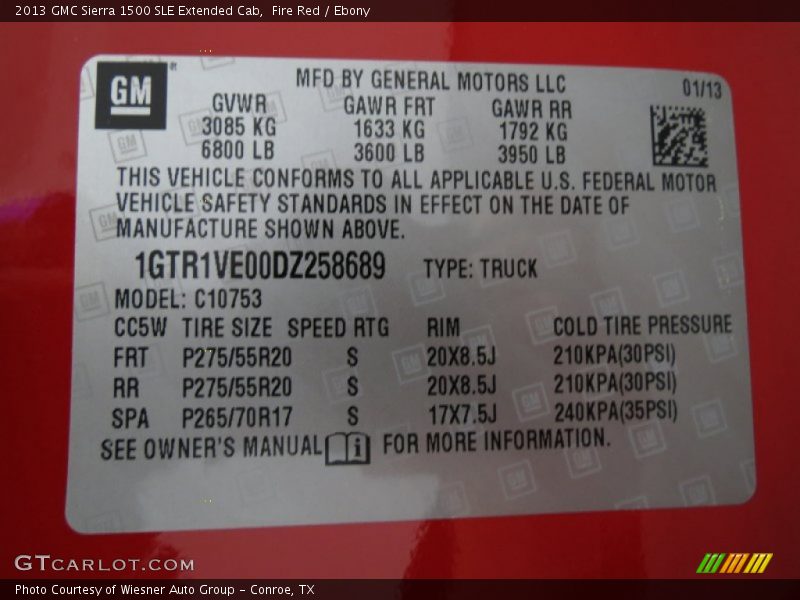 2013 GMC Sierra 1500 SLE Extended Cab, Fire Red / Ebony
GM ®
MFD BY GENERAL MOTORS LLC 01/13
GVWR GAWR FRT GAWR RR
3085 KG 1633 KG 1792 KG
6800 LB 3600 LB 3950 LB
THIS VEHICLE CONFORMS TO ALL APPLICABLE U.S. FEDERAL MOTOR
VEHICLE SAFETY STANDARDS IN EFFECT ON THE DATE OF
MANUFACTURE SHOWN ABOVE.
1GTR1VE00DZ258689 TYPE: TRUCK
MODEL: C10753
CC5W TIRE SIZE SPEED RTG RIM COLD TIRE PRESSURE
FRT P275/55R20 S 20X8.5J 210KPA(30PSI)
RR P275/55R20 S 20X8.5J 210KPA(30PSI)
SPA P265/70R17 S 17X7.5J 240KPA(35PSI)
SEE OWNER'S MANUAL i FOR MORE INFORMATION.
GTCARLOT.COM
Photo Courtesy of Wiesner Auto Group - Conroe, TX